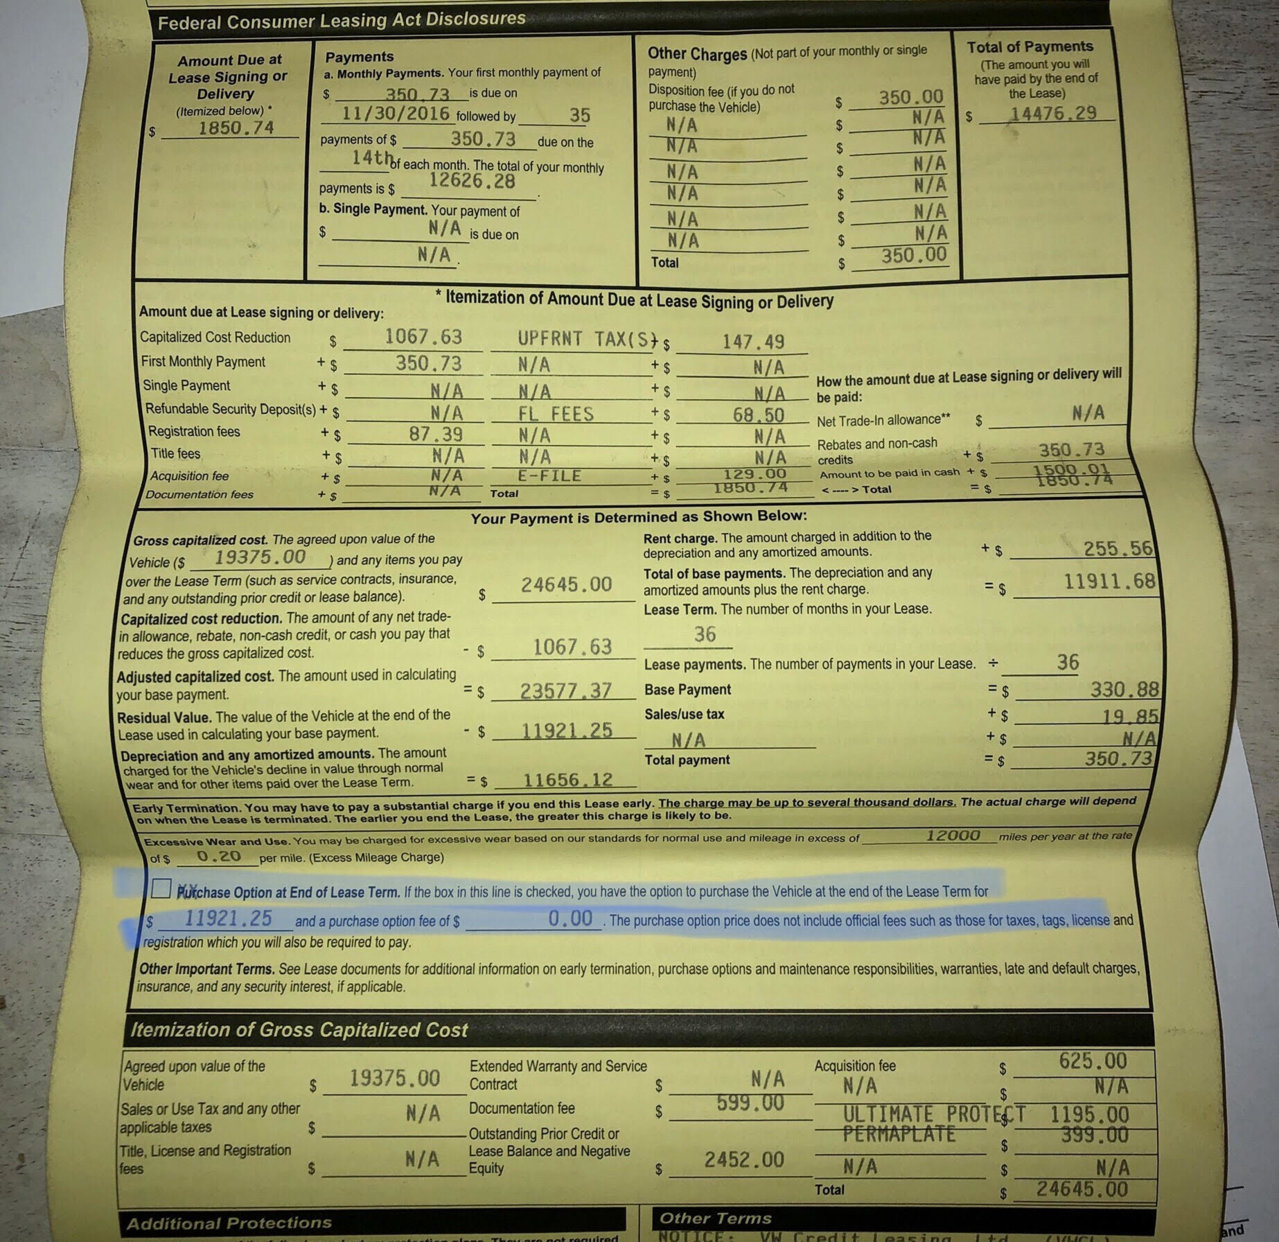 Federal Consumer Leasing Act Disclosures
Amount Due at
Lease Signing or
Delivery
(Itemized below) *
$ 1850.74
Payments
a. Monthly Payments. Your first monthly payment of
$ 350.73 is due on
11/30/2016 followed by 35
payments of $ 350.73 due on the
14th of each month. The total of your monthly
payments is $ 12626.28.
b. Single Payment. Your payment of
$ N/A is due on
N/A.
Other Charges (Not part of your monthly or single
payment)
Disposition fee (if you do not
purchase the Vehicle) $ 350.00
N/A $ N/A
N/A $ N/A
N/A $ N/A
N/A $ N/A
N/A $ N/A
N/A $ N/A
Total $ 350.00
Total of Payments
(The amount you will
have paid by the end of
the Lease)
$ 14476.29
* Itemization of Amount Due at Lease Signing or Delivery
Amount due at Lease signing or delivery:
Capitalized Cost Reduction $ 1067.63 UPFRNT TAX(S)+ $ 147.49
First Monthly Payment + $ 350.73 N/A + $ N/A
Single Payment + $ N/A N/A + $ N/A
Refundable Security Deposit(s) + $ N/A FL FEES + $ 68.50
Registration fees + $ 87.39 N/A + $ N/A
Title fees + $ N/A N/A + $ N/A
Acquisition fee + $ N/A E-FILE + $ 129.00
Documentation fees + $ N/A Total = $ 1850.74
How the amount due at Lease signing or delivery will
be paid:
Net Trade-In allowance** $ N/A
Rebates and non-cash
credits + $ 350.73
Amount to be paid in cash + $ 1500.01
< ---- > Total = $ 1850.74
Your Payment is Determined as Shown Below:
Gross capitalized cost. The agreed upon value of the
Vehicle ($ 19375.00 ) and any items you pay
over the Lease Term (such as service contracts, insurance,
and any outstanding prior credit or lease balance). $ 24645.00
Capitalized cost reduction. The amount of any net trade-
in allowance, rebate, non-cash credit, or cash you pay that
reduces the gross capitalized cost. - $ 1067.63
Adjusted capitalized cost. The amount used in calculating
your base payment. = $ 23577.37
Residual Value. The value of the Vehicle at the end of the
Lease used in calculating your base payment. - $ 11921.25
Depreciation and any amortized amounts. The amount
charged for the Vehicle's decline in value through normal
wear and for other items paid over the Lease Term. = $ 11656.12
Rent charge. The amount charged in addition to the
depreciation and any amortized amounts. + $ 255.56
Total of base payments. The depreciation and any
amortized amounts plus the rent charge. = $ 11911.68
Lease Term. The number of months in your Lease.
36
Lease payments. The number of payments in your Lease. ÷ 36
Base Payment = $ 330.88
Sales/use tax + $ 19.85
N/A + $ N/A
Total payment = $ 350.73
Early Termination. You may have to pay a substantial charge if you end this Lease early. The charge may be up to several thousand dollars. The actual charge will depend
on when the Lease is terminated. The earlier you end the Lease, the greater this charge is likely to be.
Excessive Wear and Use. You may be charged for excessive wear based on our standards for normal use and mileage in excess of 12000 miles per year at the rate
of $ 0.20 per mile. (Excess Mileage Charge)
XX Purchase Option at End of Lease Term. If the box in this line is checked, you have the option to purchase the Vehicle at the end of the Lease Term for
$ 11921.25 and a purchase option fee of $ 0.00. The purchase option price does not include official fees such as those for taxes, tags, license and
registration which you will also be required to pay.
Other Important Terms. See Lease documents for additional information on early termination, purchase options and maintenance responsibilities, warranties, late and default charges,
insurance, and any security interest, if applicable.
Itemization of Gross Capitalized Cost
Agreed upon value of the
Vehicle $ 19375.00
Sales or Use Tax and any other
applicable taxes $ N/A
Title, License and Registration
fees $ N/A
Extended Warranty and Service
Contract $ N/A
Documentation fee $ 599.00
Outstanding Prior Credit or
Lease Balance and Negative
Equity $ 2452.00
Acquisition fee $ 625.00
N/A $ N/A
ULTIMATE PROTECT $ 1195.00
PERMAPLATE $ 399.00
N/A $ N/A
Total $ 24645.00
Additional Protections
Other Terms
NOTICE: VW Credit Leasing
and